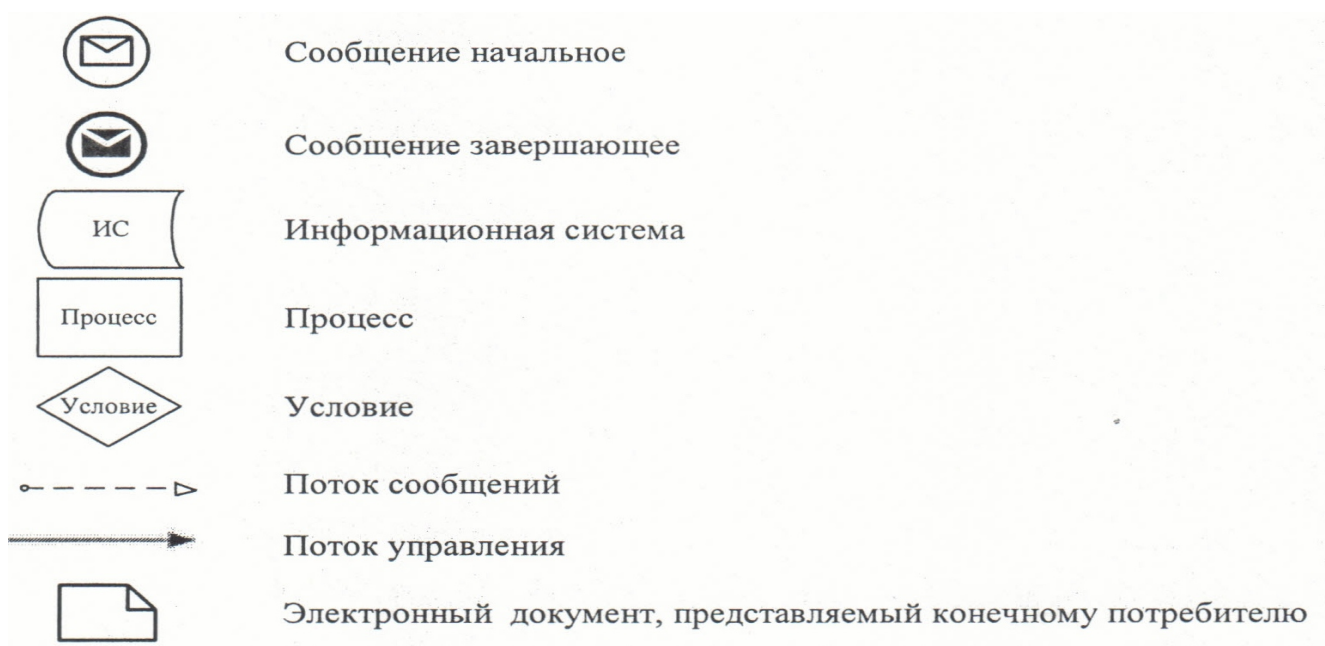 Сообщение начальное
Сообщение завершающее
ИС Информационная система
Процесс Процесс
Условие Условие
Поток сообщений
Поток управления
Электронный документ, представляемый конечному потребителю